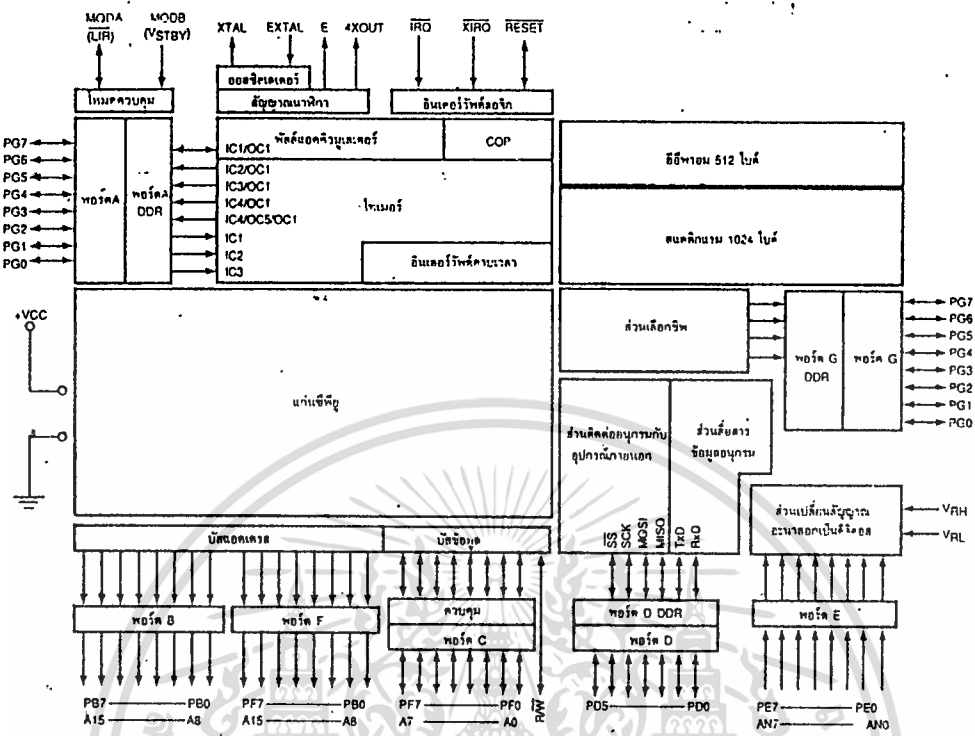 MODA
(LIR)
MODB
(VSTBY)
XTAL
EXTAL
E
4XOUT
IRQ
XIRQ
RESET
ออสซิลเลเตอร์
สัญญาณนาฬิกา
โหมดควบคุม
อินเตอร์รัพต์ลอจิก
PG7
PG6
PG5
PG4
PG3
PG2
PG1
PG0
พอร์ตA
พอร์ตA
DDR
พัลส์แอคคิวมูเลเตอร์
COP
IC1/OC1
IC2/OC1
IC3/OC1
IC4/OC1
IC4/OC5/OC1
IC1
IC2
IC3
ไทเมอร์
อินเตอร์รัพต์คาบเวลา
อีอีพรอม 512 ไบต์
สแตติกแรม 1024 ไบต์
+VCC
แก่นซีพียู
ส่วนเลือกชิพ
พอร์ต G
DDR
พอร์ต G
PG7
PG6
PG5
PG4
PG3
PG2
PG1
PG0
ส่วนติดต่ออนุกรมกับ
อุปกรณ์ภายนอก
ส่วนสื่อสาร
ข้อมูลอนุกรม
SS
SCK
MOSI
MISO
TxD
RxD
ส่วนเปลี่ยนสัญญาณ
อะนาลอกเป็นดิจิตอล
VRH
VRL
บัสแอดเดรส
บัสข้อมูล
พอร์ต B
พอร์ต F
ควบคุม
พอร์ต C
พอร์ต D DDR
พอร์ต D
พอร์ต E
PB7 PB0
A15 A8
PF7 PB0
A15 A8
PF7 PF0
A7 A0
R/W
PD5 PD0
PE7 PE0
AN7 AN0